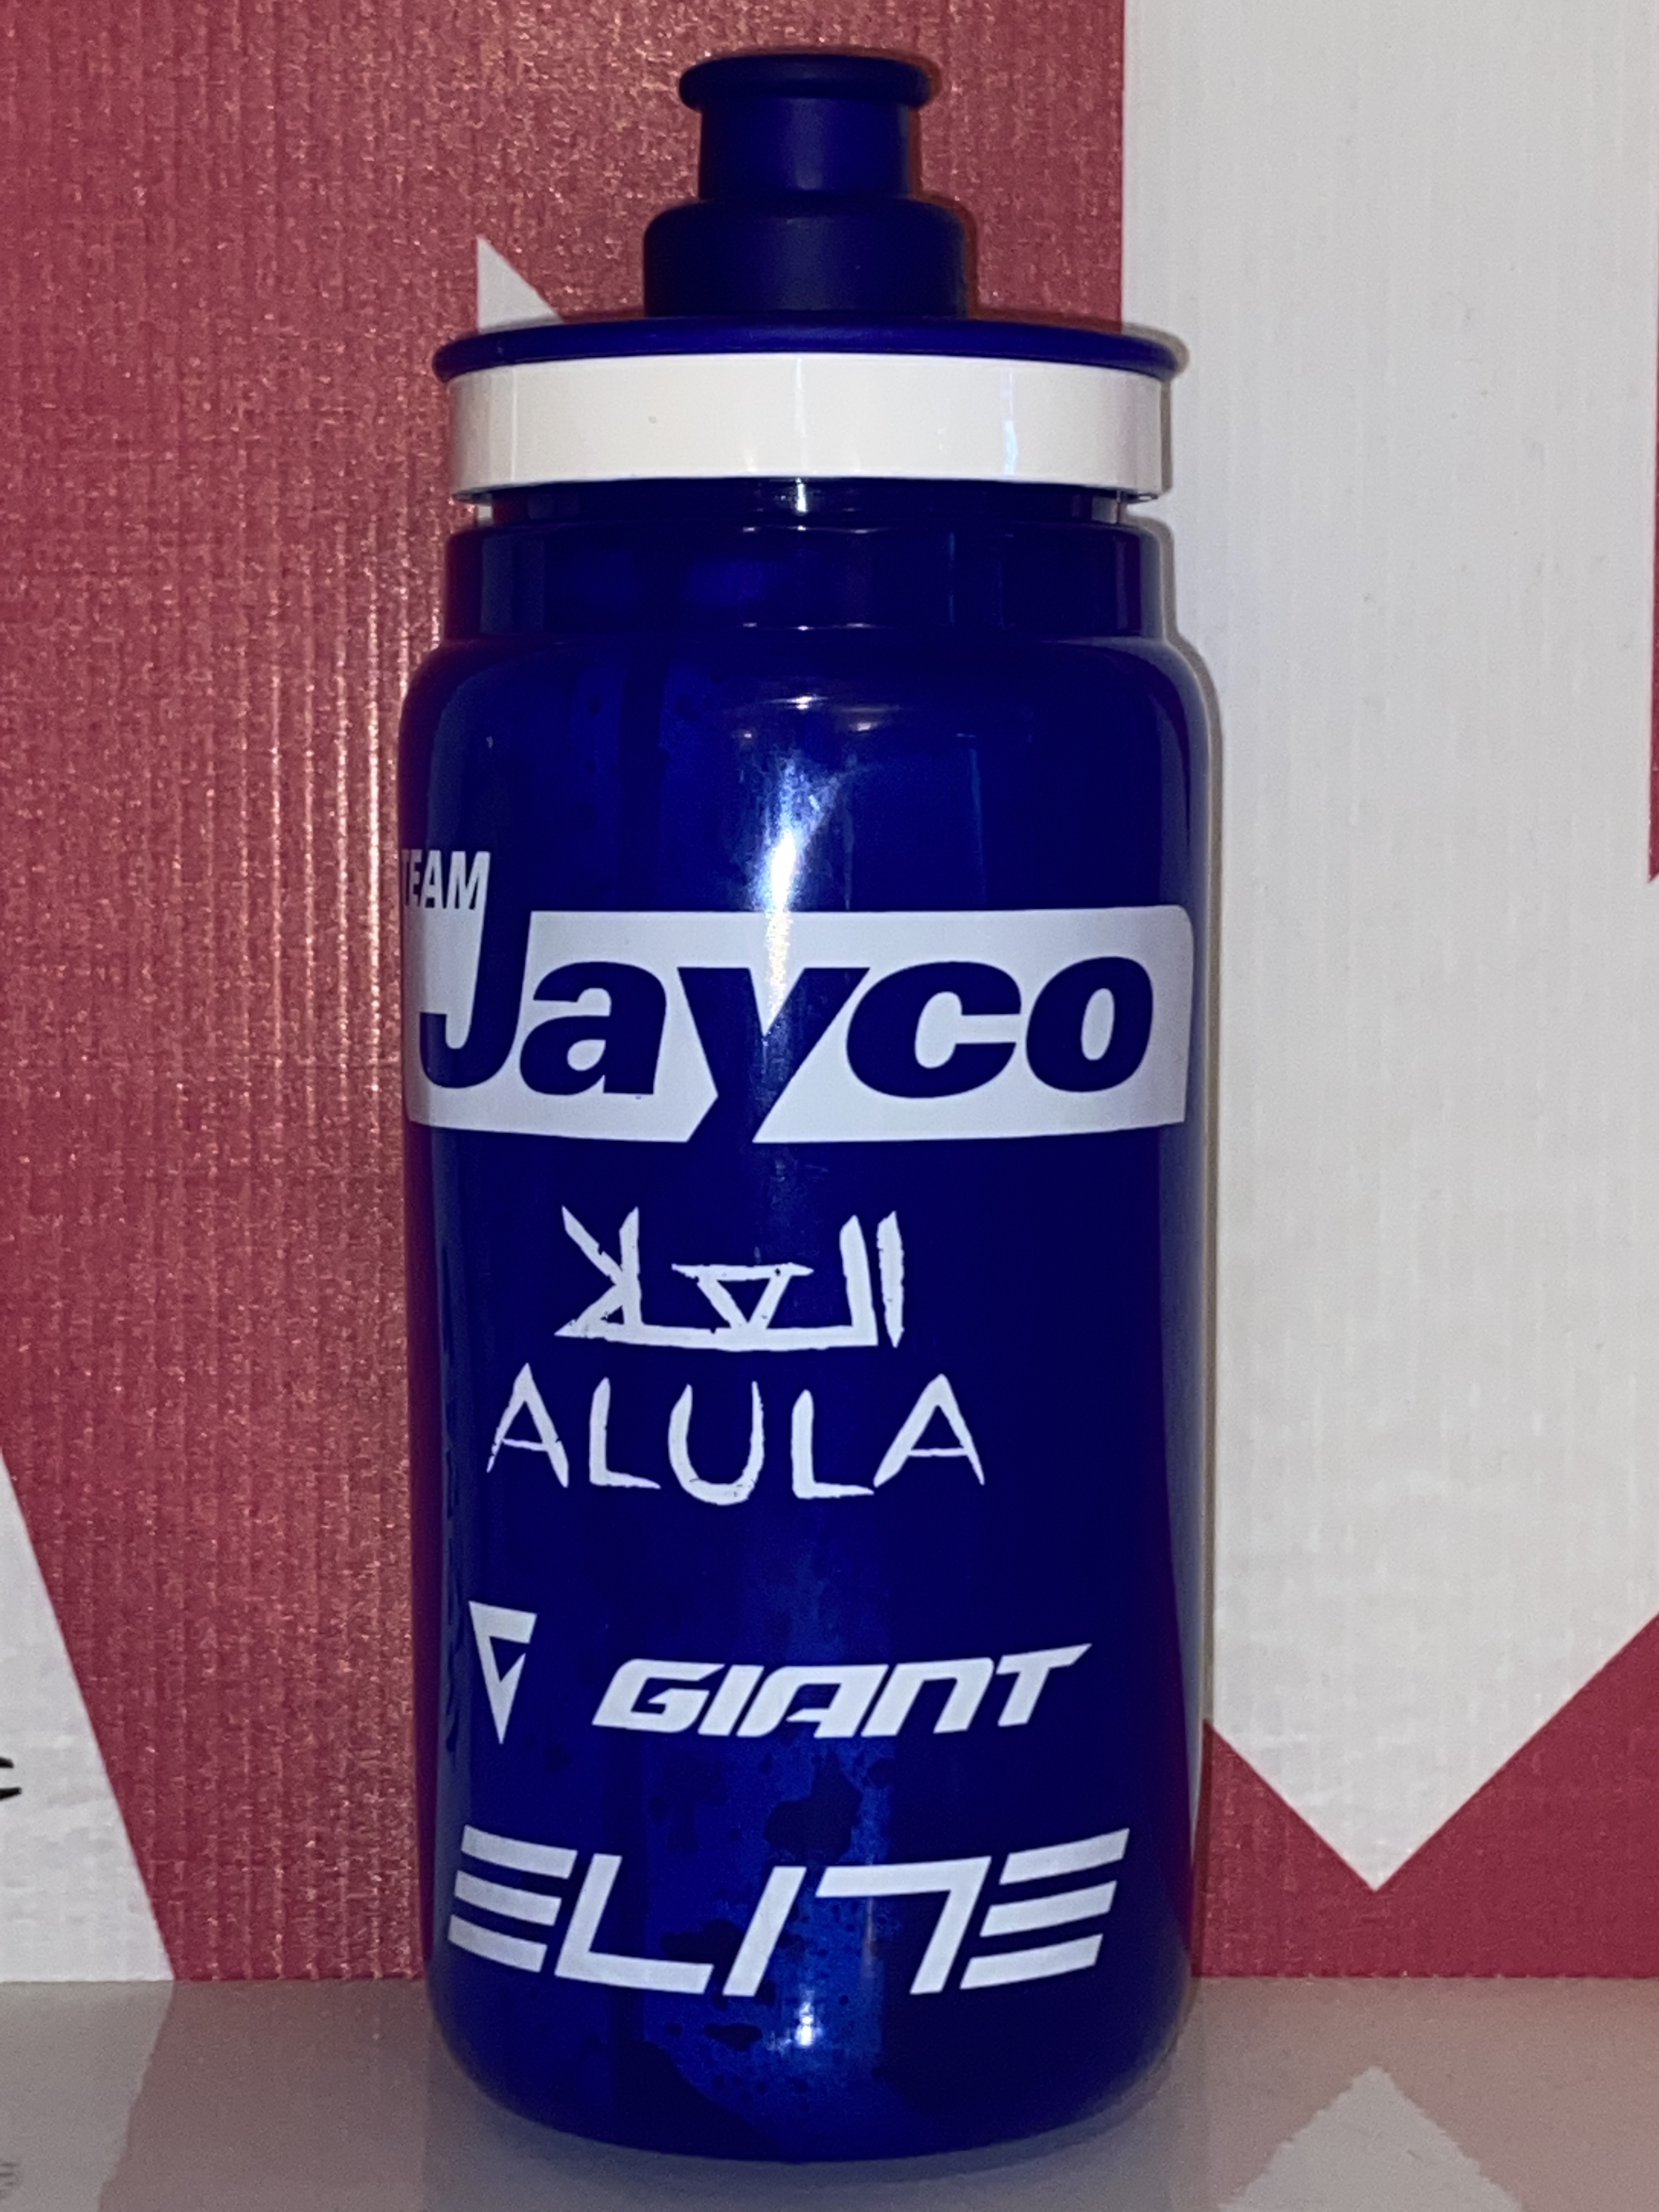 TEAM
Jayco
العلا
ALULA
GIANT
ELITE